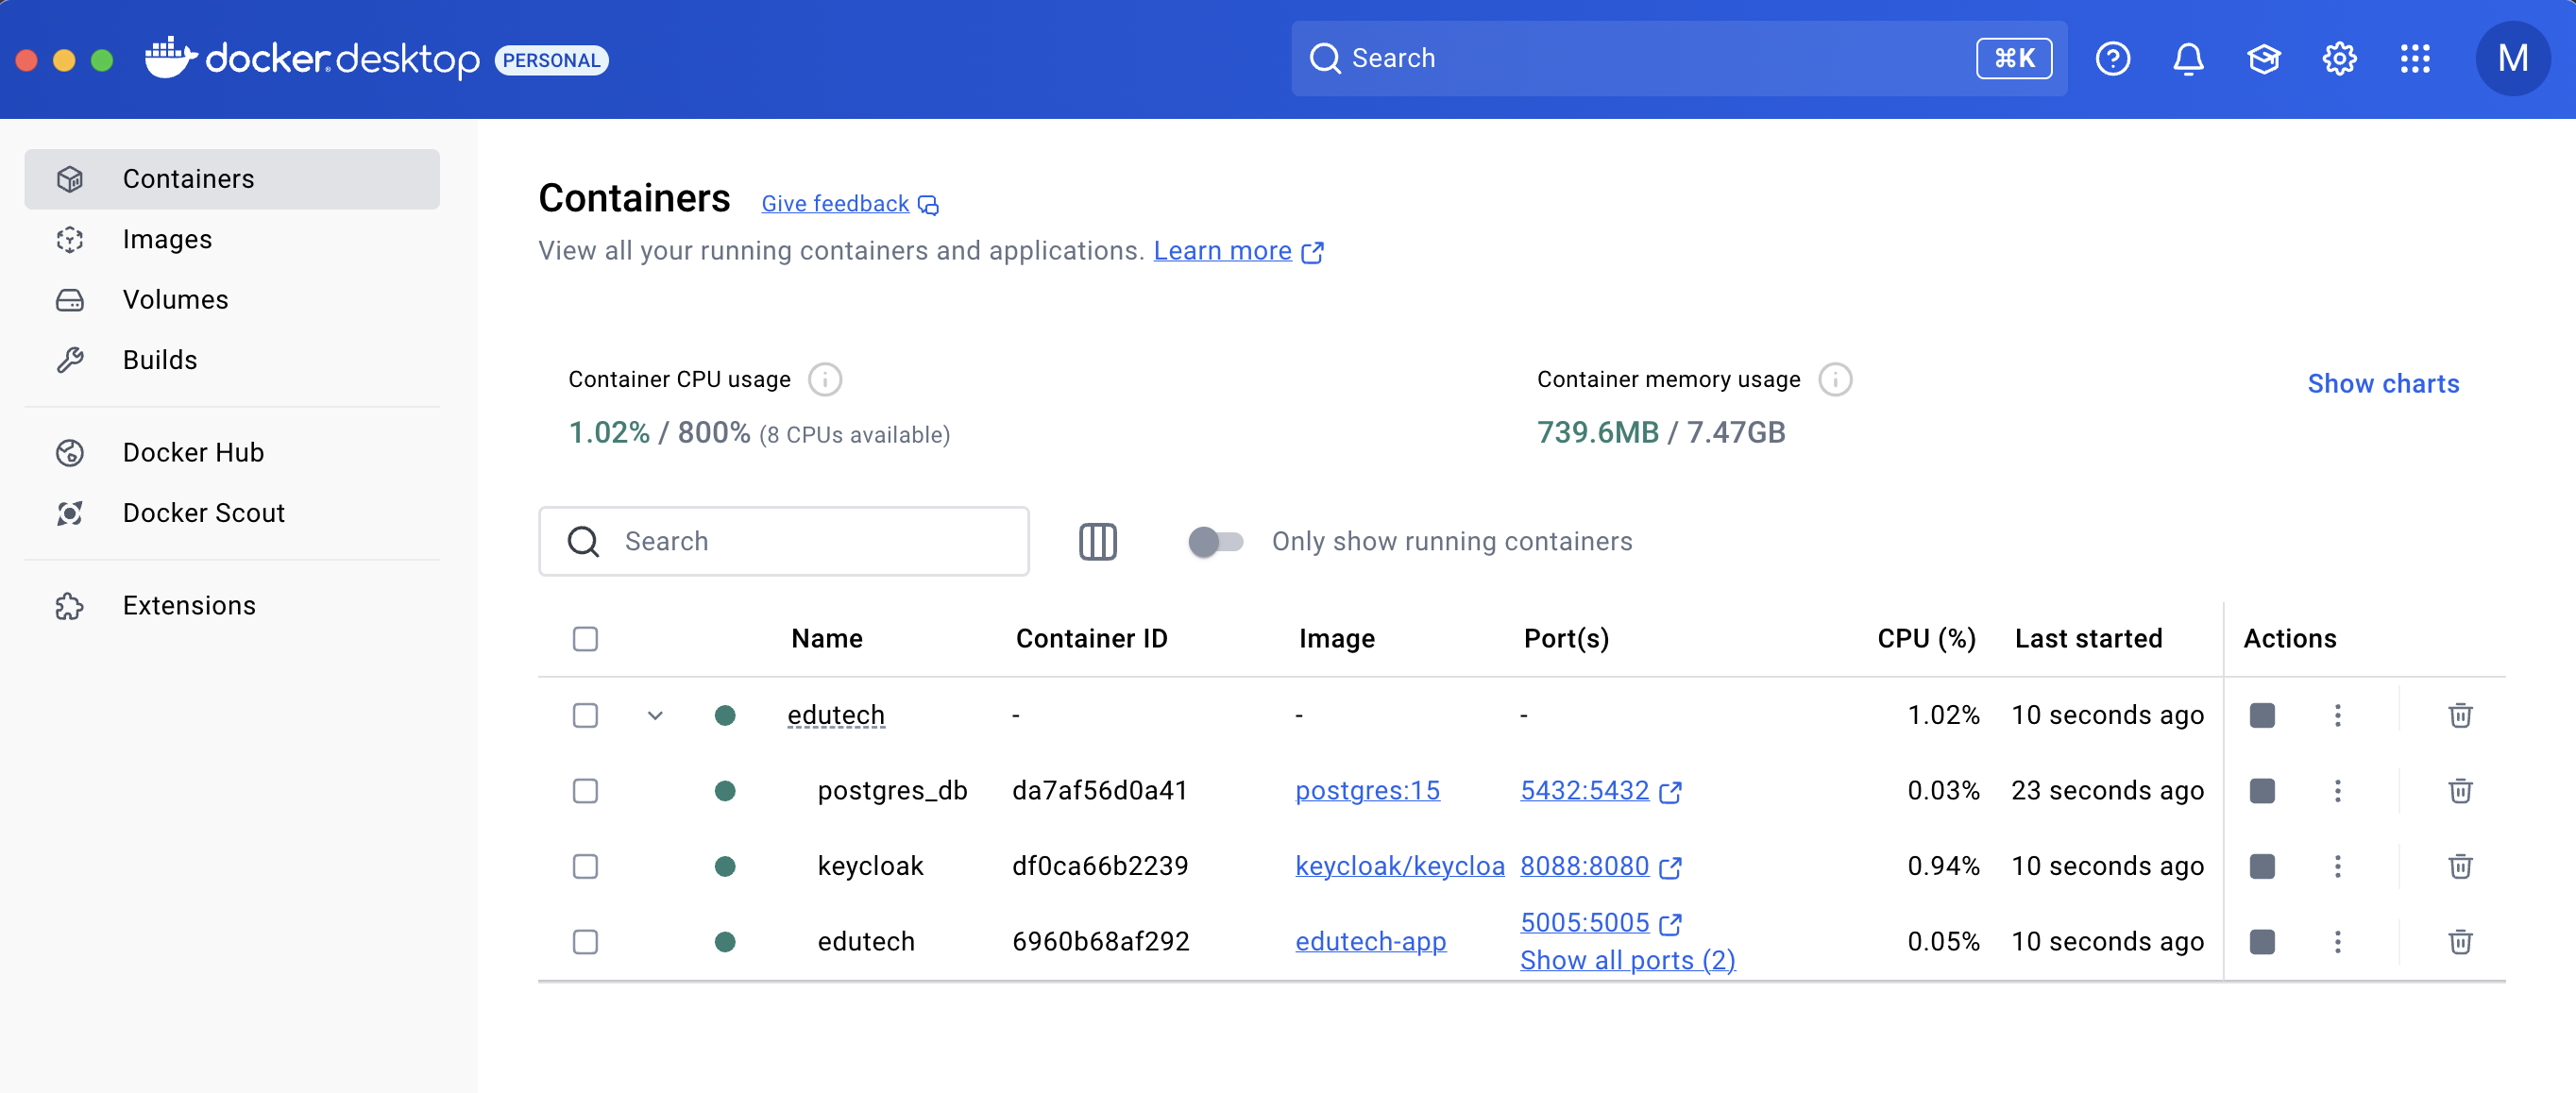 docker desktop PERSONAL
Search ⌘K
M
Containers
Images
Volumes
Builds
Docker Hub
Docker Scout
Extensions
Containers Give feedback
View all your running containers and applications. Learn more
Container CPU usage
1.02% / 800% (8 CPUs available)
Container memory usage
739.6MB / 7.47GB
Show charts
Search
Only show running containers
Name Container ID Image Port(s) CPU (%) Last started Actions
edutech - - - 1.02% 10 seconds ago
postgres_db da7af56d0a41 postgres:15 5432:5432 0.03% 23 seconds ago
keycloak df0ca66b2239 keycloak/keycloa 8088:8080 0.94% 10 seconds ago
edutech 6960b68af292 edutech-app 5005:5005 0.05% 10 seconds ago
Show all ports (2)